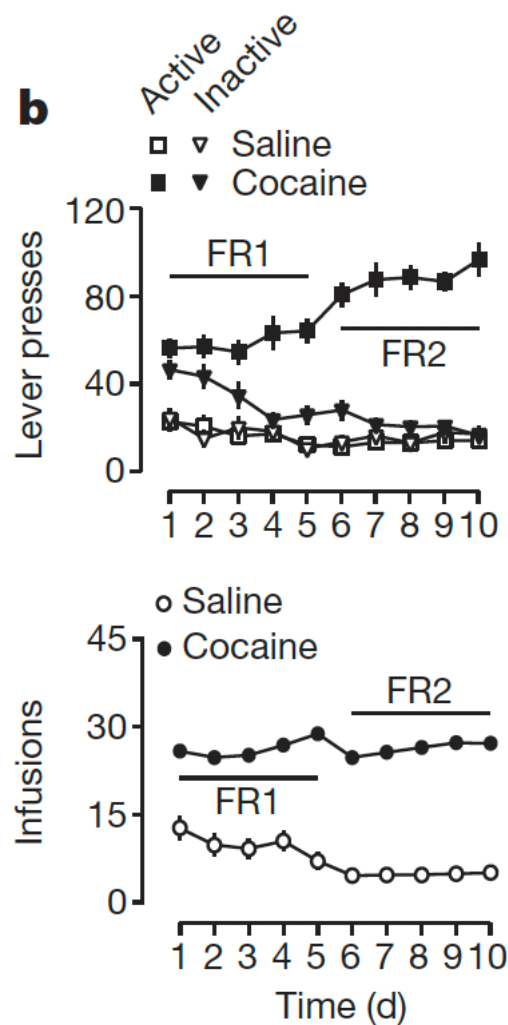 b
Active
Inactive
Saline
Cocaine
Lever presses
120
80
40
0
FR1
FR2
1 2 3 4 5 6 7 8 9 10
Saline
Cocaine
Infusions
45
30
15
0
FR2
FR1
1 2 3 4 5 6 7 8 9 10
Time (d)